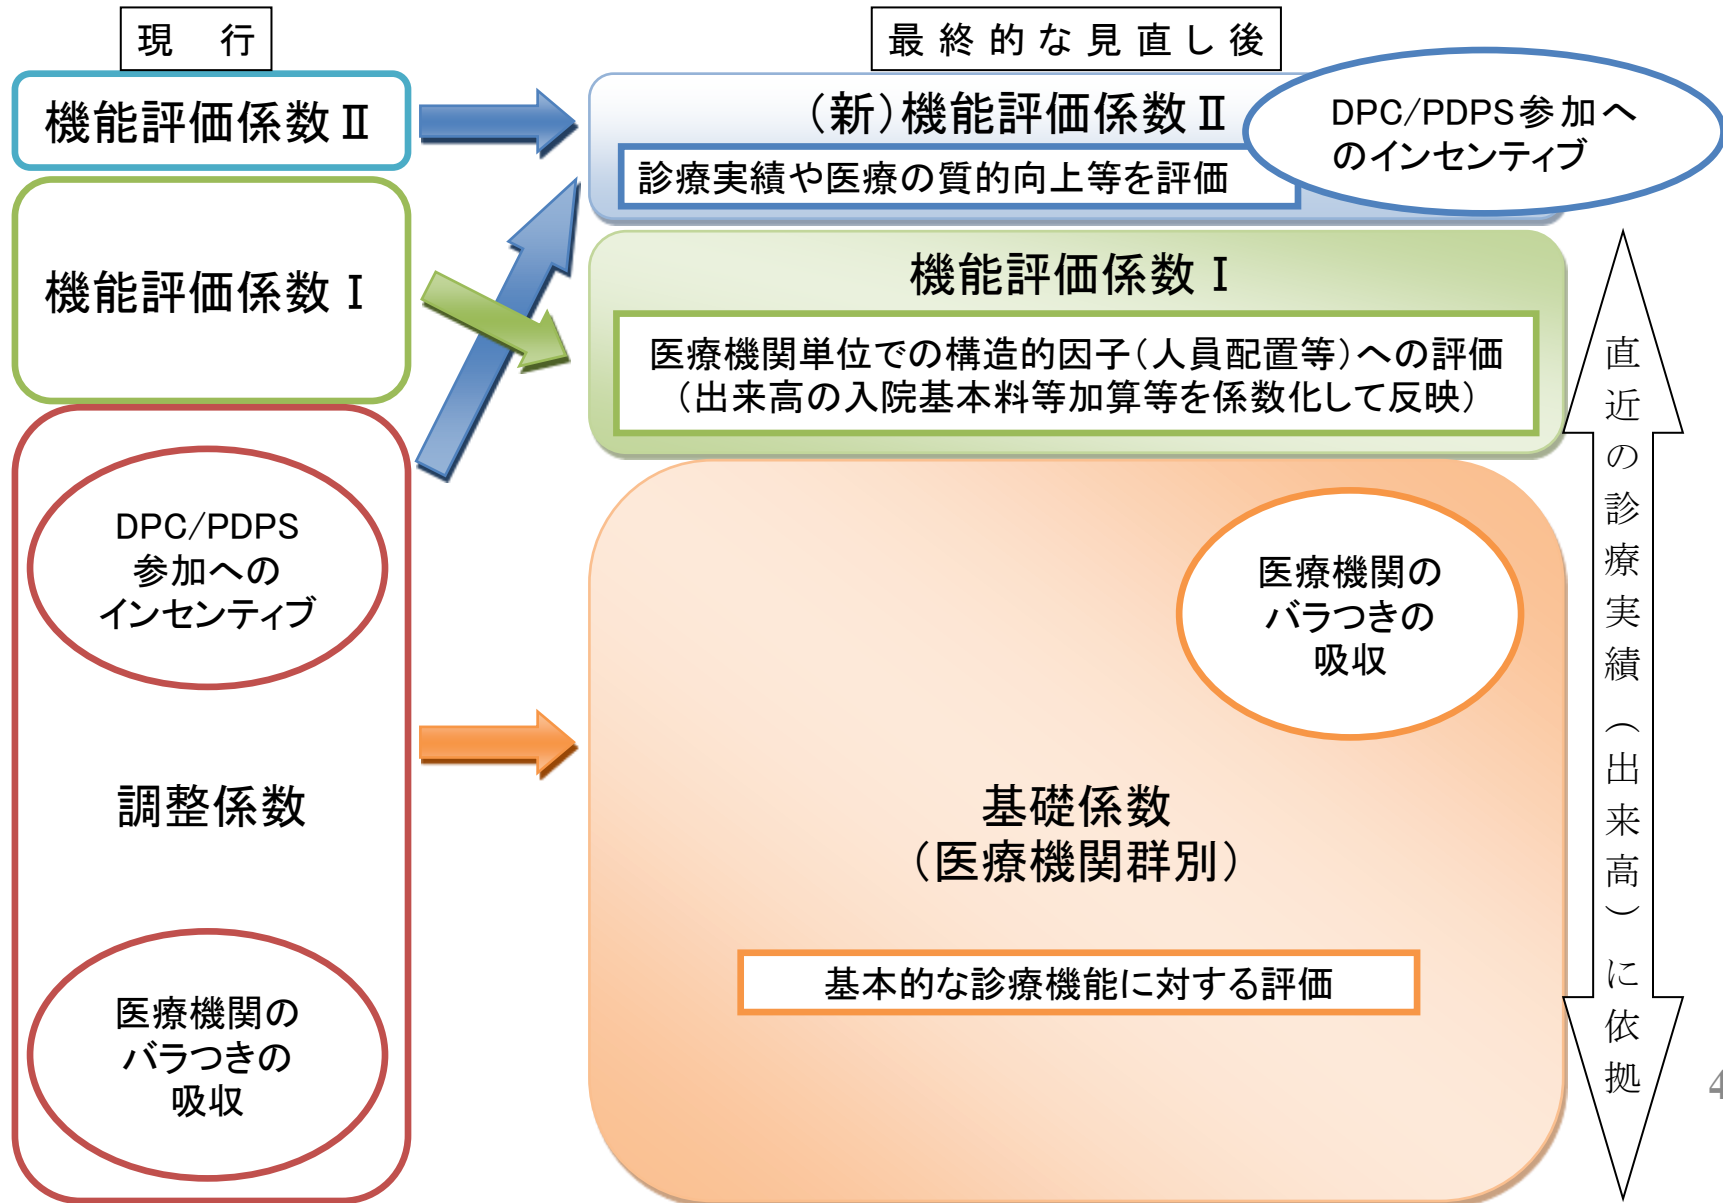 現　行
機能評価係数Ⅱ
機能評価係数Ⅰ
DPC/PDPS
参加への
インセンティブ
調整係数
医療機関の
バラつきの
吸収
最終的な見直し後
（新）機能評価係数Ⅱ
診療実績や医療の質的向上等を評価
DPC/PDPS参加へ
のインセンティブ
機能評価係数Ⅰ
医療機関単位での構造的因子（人員配置等）への評価
（出来高の入院基本料等加算等を係数化して反映）
医療機関の
バラつきの
吸収
基礎係数
（医療機関群別）
基本的な診療機能に対する評価
直近の診療実績（出来高）に依拠
4